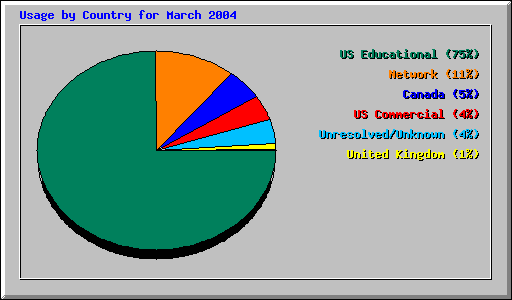 Usage by Country for March 2004
US Educational (75%)
Network (11%)
Canada (5%)
US Commercial (4%)
Unresolved/Unknown (4%)
United Kingdom (1%)